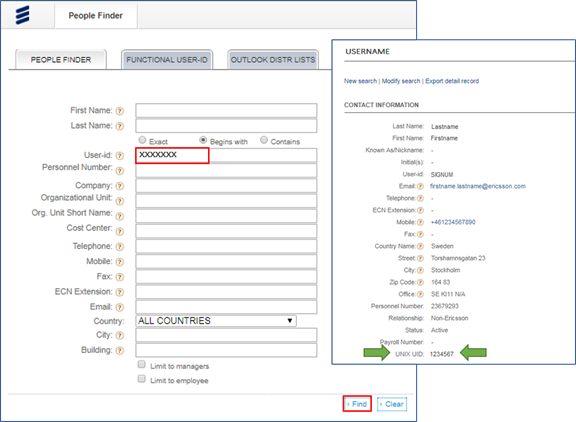 People Finder
PEOPLE FINDER
FUNCTIONAL USER-ID
OUTLOOK DISTR LISTS
First Name: ?
Last Name: ?
Exact Begins with Contains
User-id: ? XXXXXXX
Personnel Number: ?
Company: ?
Organizational Unit: ?
Org. Unit Short Name: ?
Cost Center: ?
Telephone: ?
Mobile: ?
Fax: ?
ECN Extension: ?
Email: ?
Country: ALL COUNTRIES
City: ?
Building: ?
Limit to managers
Limit to employee
› Find › Clear
USERNAME
New search | Modify search | Export detail record
CONTACT INFORMATION
Last Name: Lastname
First Name: Firstname
Known As/Nickname: -
Initial(s): -
User-id: SIGNUM
Email: ? firstname.lastname@ericsson.com
Telephone: ? -
ECN Extension: ? -
Mobile: ? +461234567890
Fax: ? -
Country Name: ? Sweden
Street: ? Torshamnsgatan 23
City: ? Stockholm
Zip Code: ? 164 83
Office: ? SE KI11 N/A
Personnel Number: 23679293
Relationship: Non-Ericsson
Status: Active
Payroll Number: -
UNIX UID: 1234567